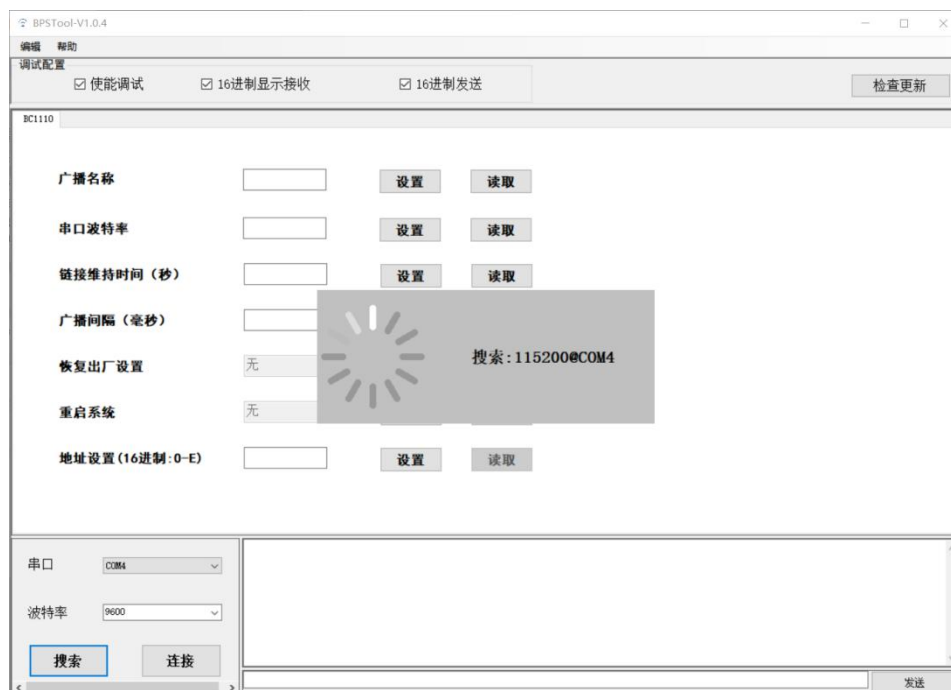 BPSTool-V1.0.4
编辑 帮助
调试配置
使能调试 16进制显示接收 16进制发送 检查更新
BC1110
广播名称 设置 读取
串口波特率 设置 读取
链接维持时间（秒） 设置 读取
广播间隔（毫秒）
搜索:115200@COM4
恢复出厂设置 无
重启系统 无
地址设置(16进制:0-E) 设置 读取
串口 COM4
波特率 9600
搜索 连接
发送